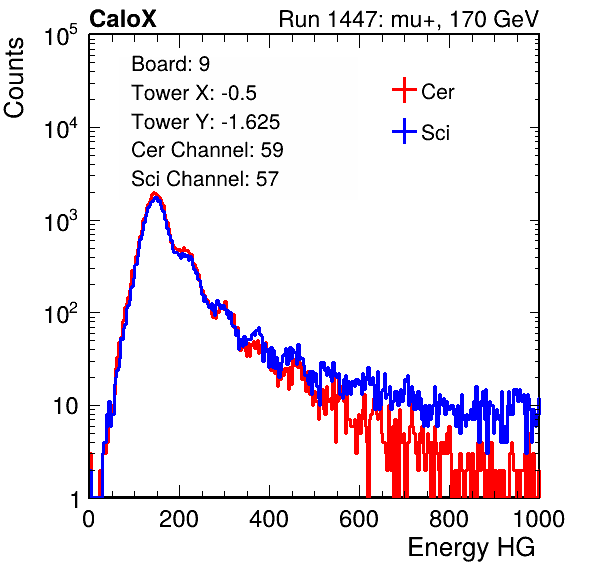 CaloX Run 1447: mu+, 170 GeV
Counts
Board: 9
Tower X: -0.5
Tower Y: -1.625
Cer Channel: 59
Sci Channel: 57
Cer
Sci
10^5
10^4
10^3
10^2
10
1
0 200 400 600 800 1000
Energy HG